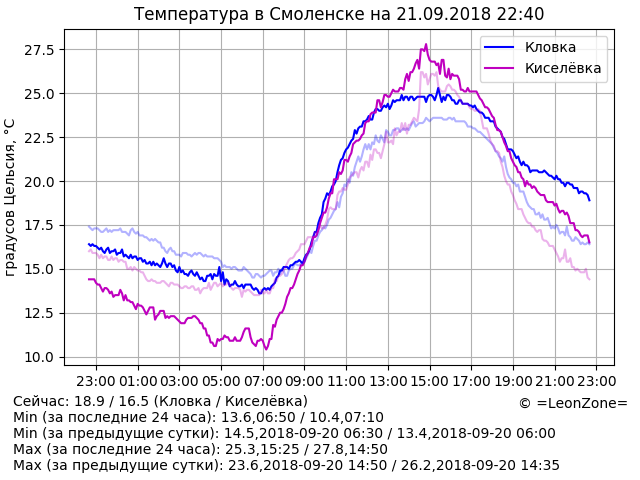 Температура в Смоленске на 21.09.2018 22:40
Кловка
Киселёвка
градусов Цельсия, °C
27.5
25.0
22.5
20.0
17.5
15.0
12.5
10.0
23:00 01:00 03:00 05:00 07:00 09:00 11:00 13:00 15:00 17:00 19:00 21:00 23:00
Сейчас: 18.9 / 16.5 (Кловка / Киселёвка)
© =LeonZone=
Min (за последние 24 часа): 13.6,06:50 / 10.4,07:10
Min (за предыдущие сутки): 14.5,2018-09-20 06:30 / 13.4,2018-09-20 06:00
Max (за последние 24 часа): 25.3,15:25 / 27.8,14:50
Max (за предыдущие сутки): 23.6,2018-09-20 14:50 / 26.2,2018-09-20 14:35